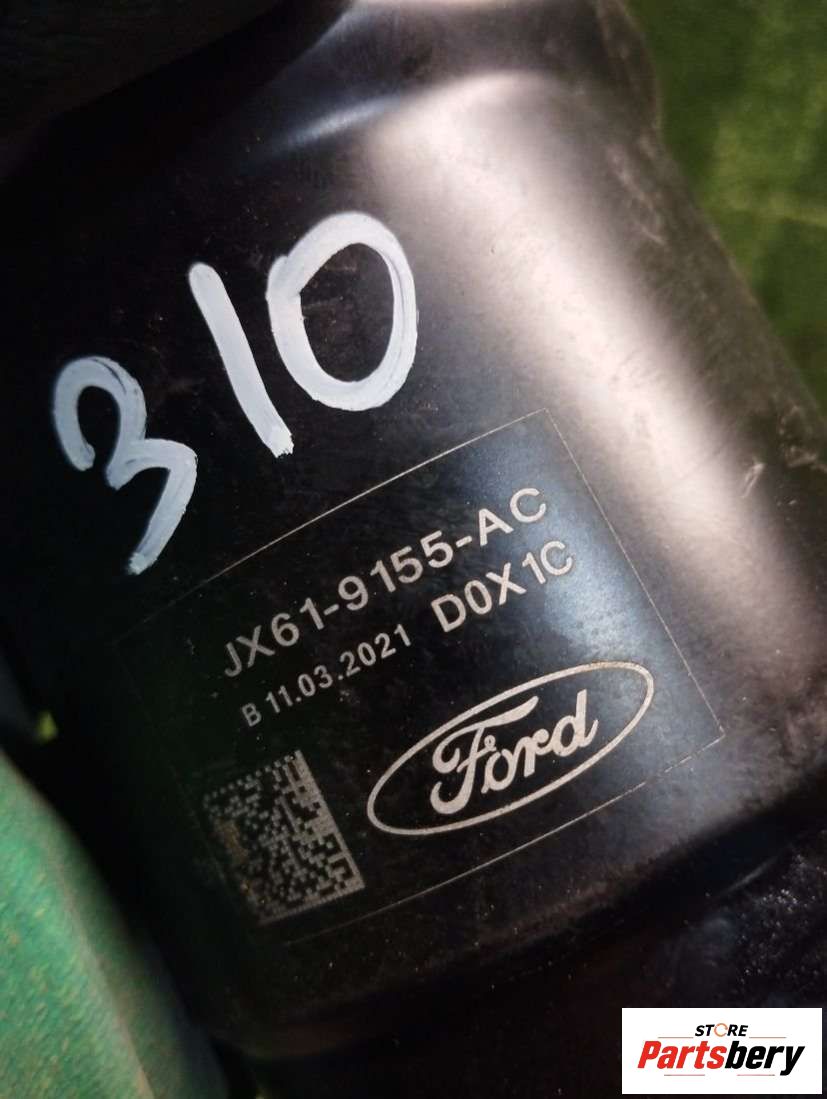 310
JX61-9155-AC
B 11.03.2021 D0X1C
Ford
STORE
Partsbery